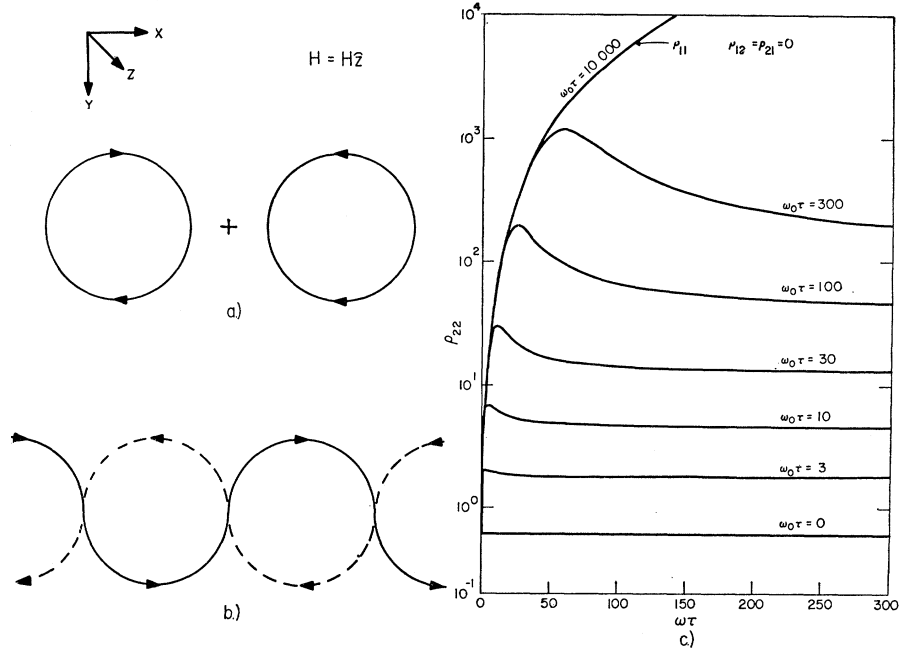 X
Z
Y
H = Hẑ
+
a.)
b.)
10⁴
10³
10²
10¹
10⁰
10⁻¹
ρ₂₂
ω₀τ = 10 000
ρ₁₁
ρ₁₂ = ρ₂₁ = 0
ω₀τ = 300
ω₀τ = 100
ω₀τ = 30
ω₀τ = 10
ω₀τ = 3
ω₀τ = 0
0 50 100 150 200 250 300
ωτ
c.)